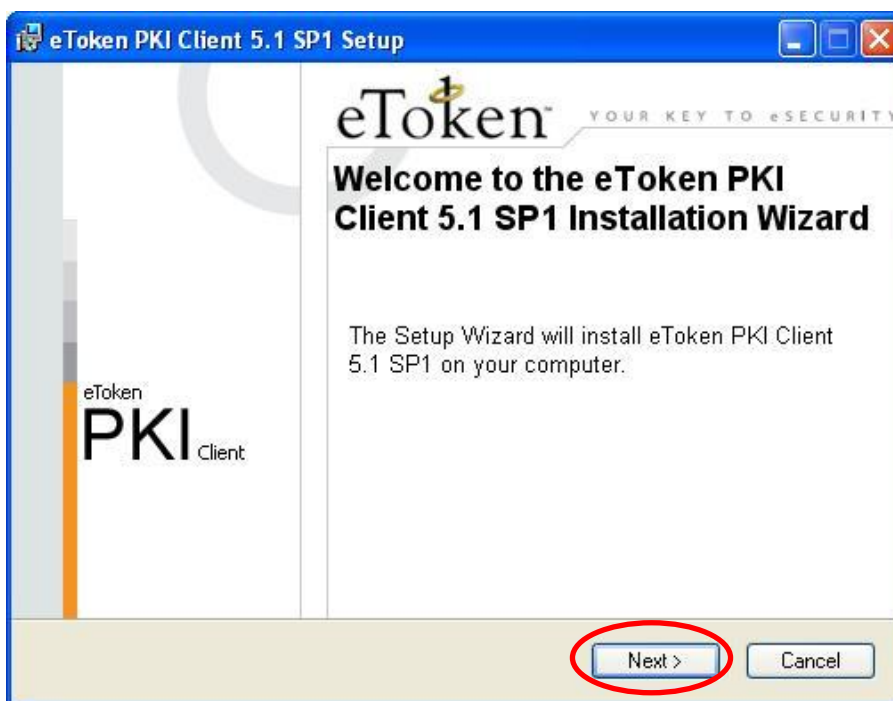 eToken PKI Client 5.1 SP1 Setup
eToken™ YOUR KEY TO eSECURITY
Welcome to the eToken PKI
Client 5.1 SP1 Installation Wizard
The Setup Wizard will install eToken PKI Client
5.1 SP1 on your computer.
eToken
PKI Client
Next >
Cancel